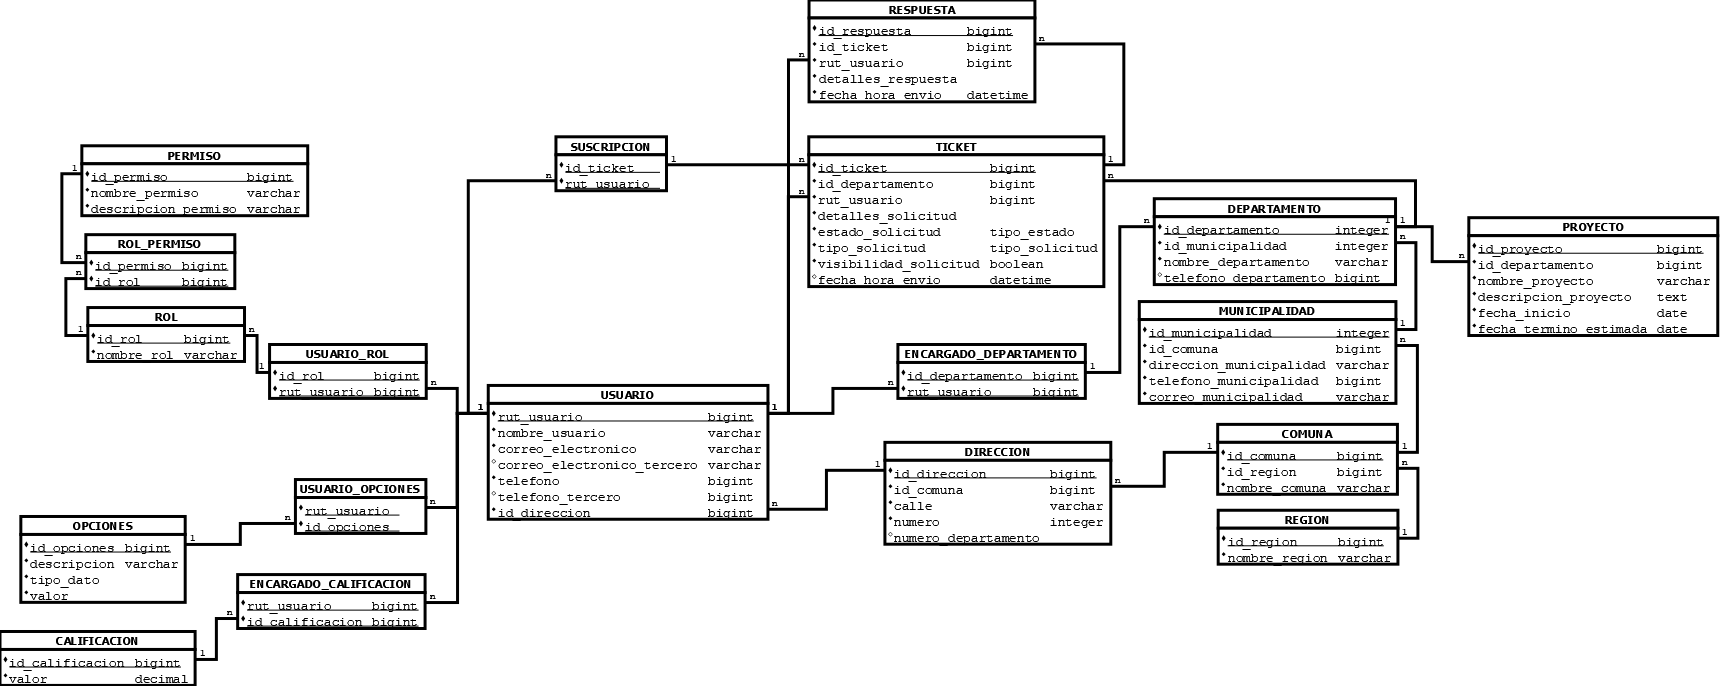 RESPUESTA
id_respuesta bigint
id_ticket bigint
rut_usuario bigint
detalles_respuesta
fecha_hora_envio datetime
n
n
SUSCRIPCION
id_ticket
rut_usuario
1
n
TICKET
id_ticket bigint
id_departamento bigint
rut_usuario bigint
detalles_solicitud
estado_solicitud tipo_estado
tipo_solicitud tipo_solicitud
visibilidad_solicitud boolean
fecha_hora_envio datetime
n
n
1
n
PERMISO
id_permiso bigint
nombre_permiso varchar
descripcion_permiso varchar
1
ROL_PERMISO
id_permiso bigint
id_rol bigint
n
n
ROL
id_rol bigint
nombre_rol varchar
1
n
DEPARTAMENTO
id_departamento integer
id_municipalidad integer
nombre_departamento varchar
telefono_departamento bigint
n
1
1
n
PROYECTO
id_proyecto bigint
id_departamento bigint
nombre_proyecto varchar
descripcion_proyecto text
fecha_inicio date
fecha_termino_estimada date
n
MUNICIPALIDAD
id_municipalidad integer
id_comuna bigint
direccion_municipalidad varchar
telefono_municipalidad bigint
correo_municipalidad varchar
1
n
USUARIO_ROL
id_rol bigint
rut_usuario bigint
1
n
ENCARGADO_DEPARTAMENTO
id_departamento bigint
rut_usuario bigint
1
n
USUARIO
rut_usuario bigint
nombre_usuario varchar
correo_electronico varchar
correo_electronico_tercero varchar
telefono bigint
telefono_tercero bigint
id_direccion bigint
1
1
n
DIRECCION
id_direccion bigint
id_comuna bigint
calle varchar
numero integer
numero_departamento
1
n
COMUNA
id_comuna bigint
id_region bigint
nombre_comuna varchar
1
1
n
REGION
id_region bigint
nombre_region varchar
1
USUARIO_OPCIONES
rut_usuario
id_opciones
n
n
OPCIONES
id_opciones bigint
descripcion varchar
tipo_dato
valor
1
ENCARGADO_CALIFICACION
rut_usuario bigint
id_calificacion bigint
n
n
CALIFICACION
id_calificacion bigint
valor decimal
1